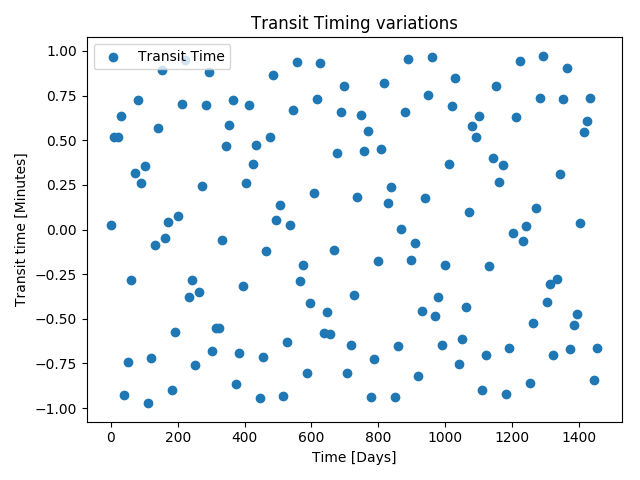 Transit Timing variations
Transit Time
Transit time [Minutes]
1.00
0.75
0.50
0.25
0.00
−0.25
−0.50
−0.75
−1.00
0 200 400 600 800 1000 1200 1400
Time [Days]